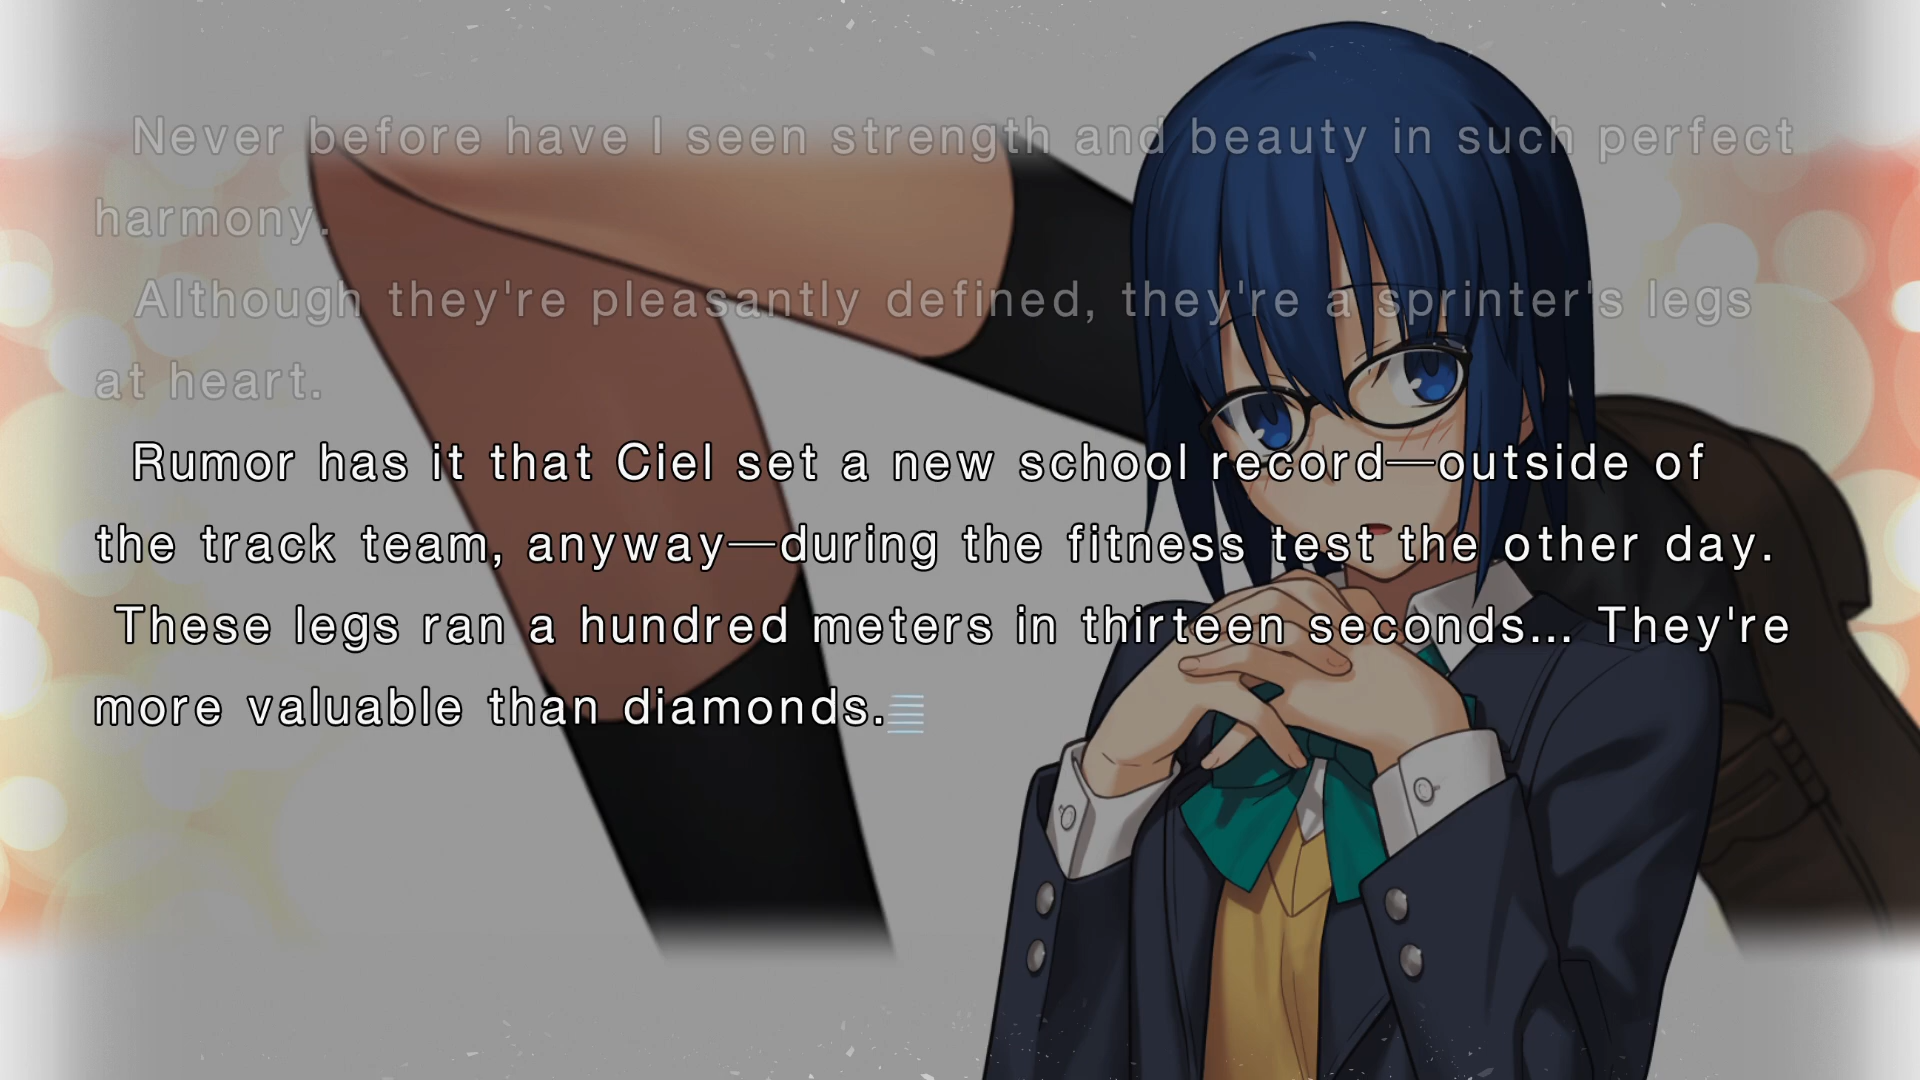 Never before have I seen strength and beauty in such perfect
harmony.
Although they're pleasantly defined, they're a sprinter's legs
at heart.
Rumor has it that Ciel set a new school record—outside of
the track team, anyway—during the fitness test the other day.
These legs ran a hundred meters in thirteen seconds... They're
more valuable than diamonds.